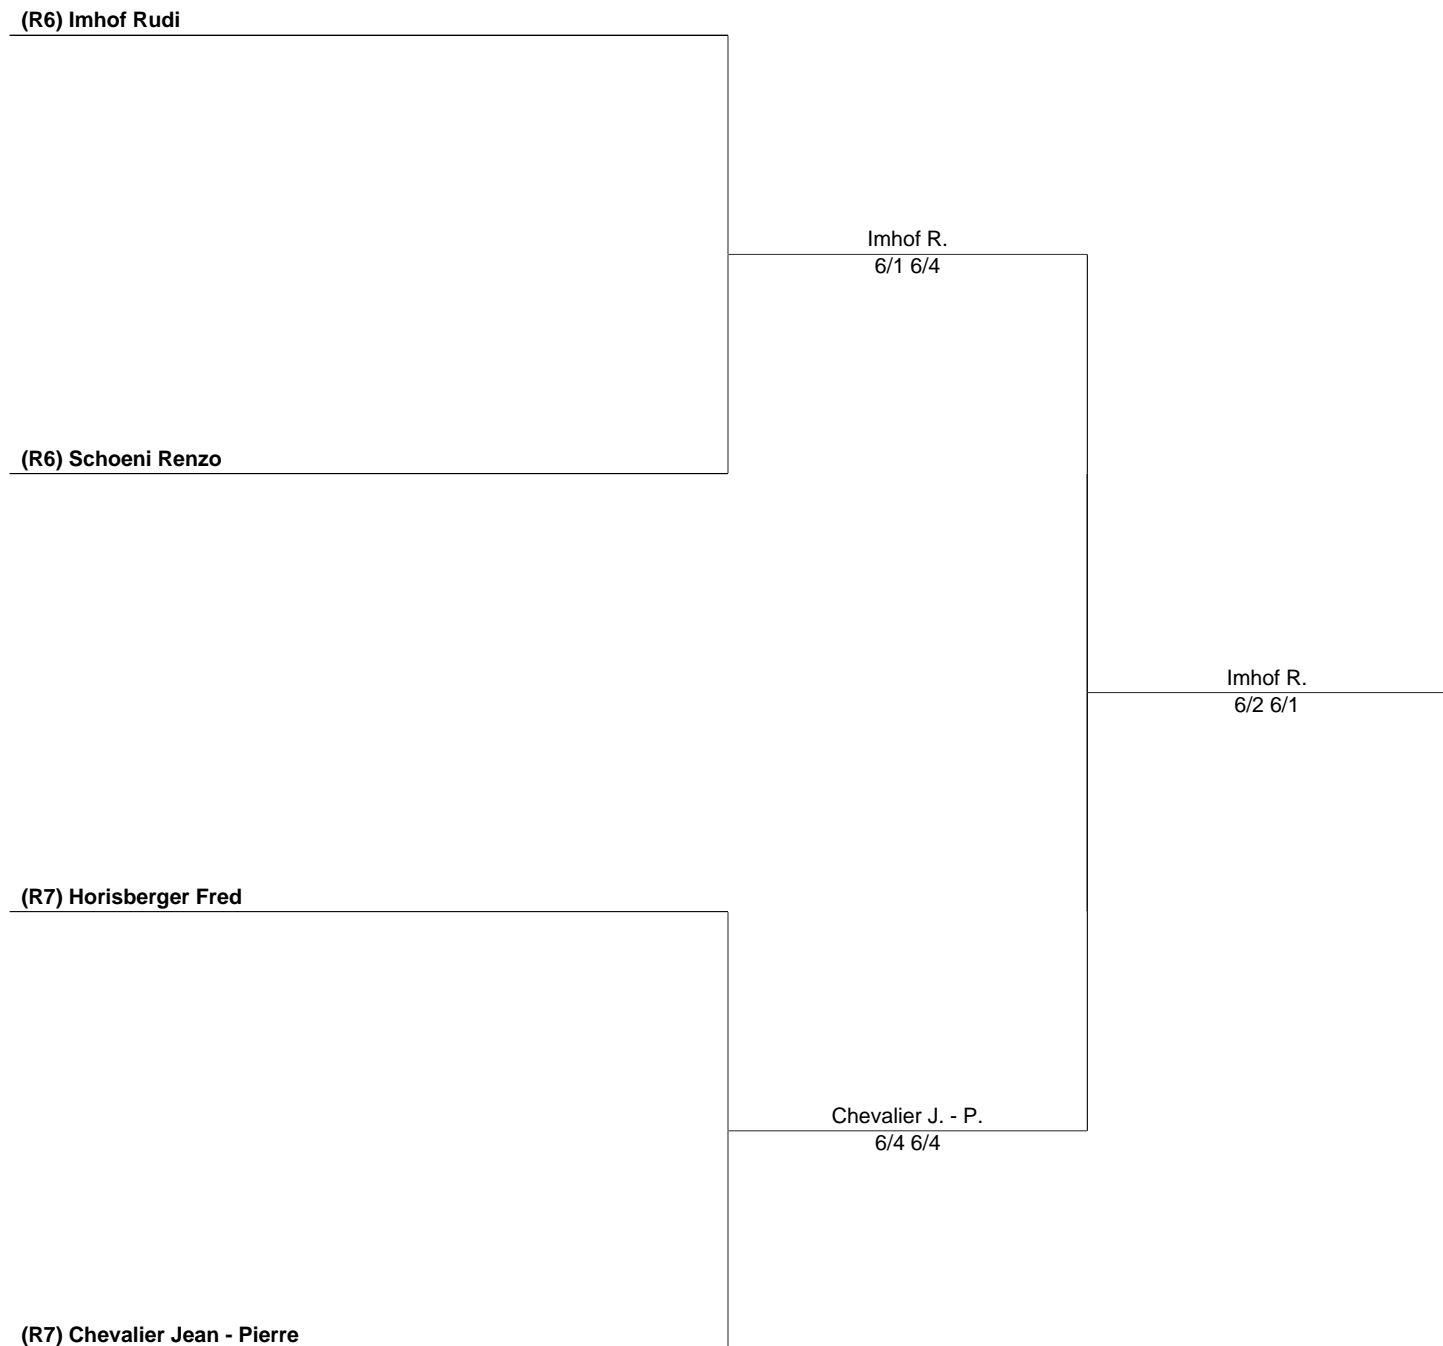 (R6) Imhof Rudi
Imhof R.
6/1 6/4
(R6) Schoeni Renzo
Imhof R.
6/2 6/1
(R7) Horisberger Fred
Chevalier J. - P.
6/4 6/4
(R7) Chevalier Jean - Pierre